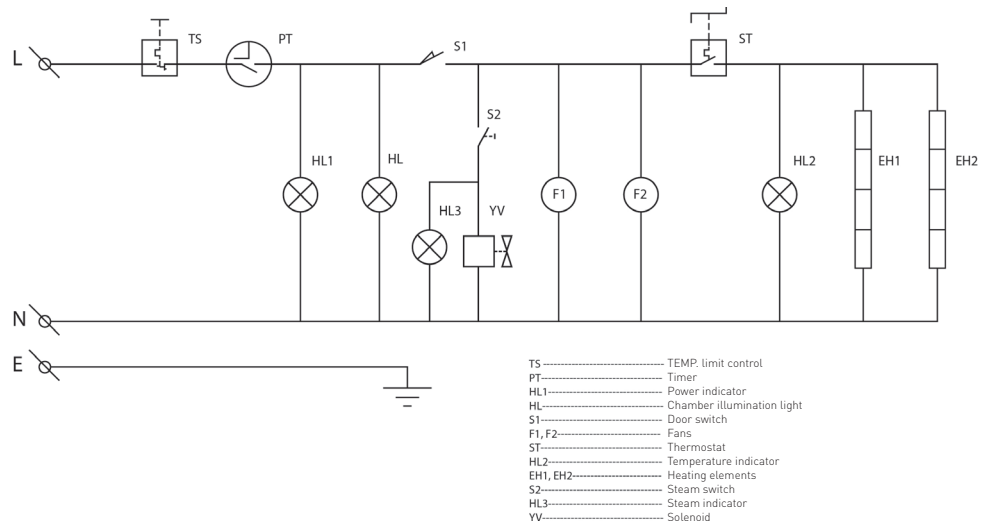 L
TS
PT
S1
ST
S2
HL1
HL
HL3
YV
F1
F2
HL2
EH1
EH2
N
E
TS ---------------------------------- TEMP. limit control
PT---------------------------------- Timer
HL1---------------------------------- Power indicator
HL---------------------------------- Chamber illumination light
S1---------------------------------- Door switch
F1, F2---------------------------------- Fans
ST---------------------------------- Thermostat
HL2---------------------------------- Temperature indicator
EH1, EH2---------------------------------- Heating elements
S2---------------------------------- Steam switch
HL3---------------------------------- Steam indicator
YV---------------------------------- Solenoid